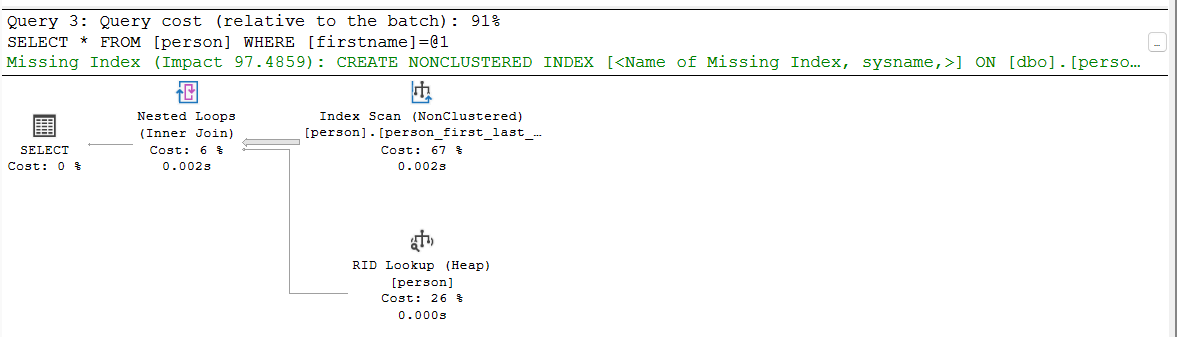 Query 3: Query cost (relative to the batch): 91%
SELECT * FROM [person] WHERE [firstname]=@1
Missing Index (Impact 97.4859): CREATE NONCLUSTERED INDEX [<Name of Missing Index, sysname,>] ON [dbo].[perso…
SELECT
Cost: 0 %
Nested Loops
(Inner Join)
Cost: 6 %
0.002s
Index Scan (NonClustered)
[person].[person_first_last_…
Cost: 67 %
0.002s
RID Lookup (Heap)
[person]
Cost: 26 %
0.000s